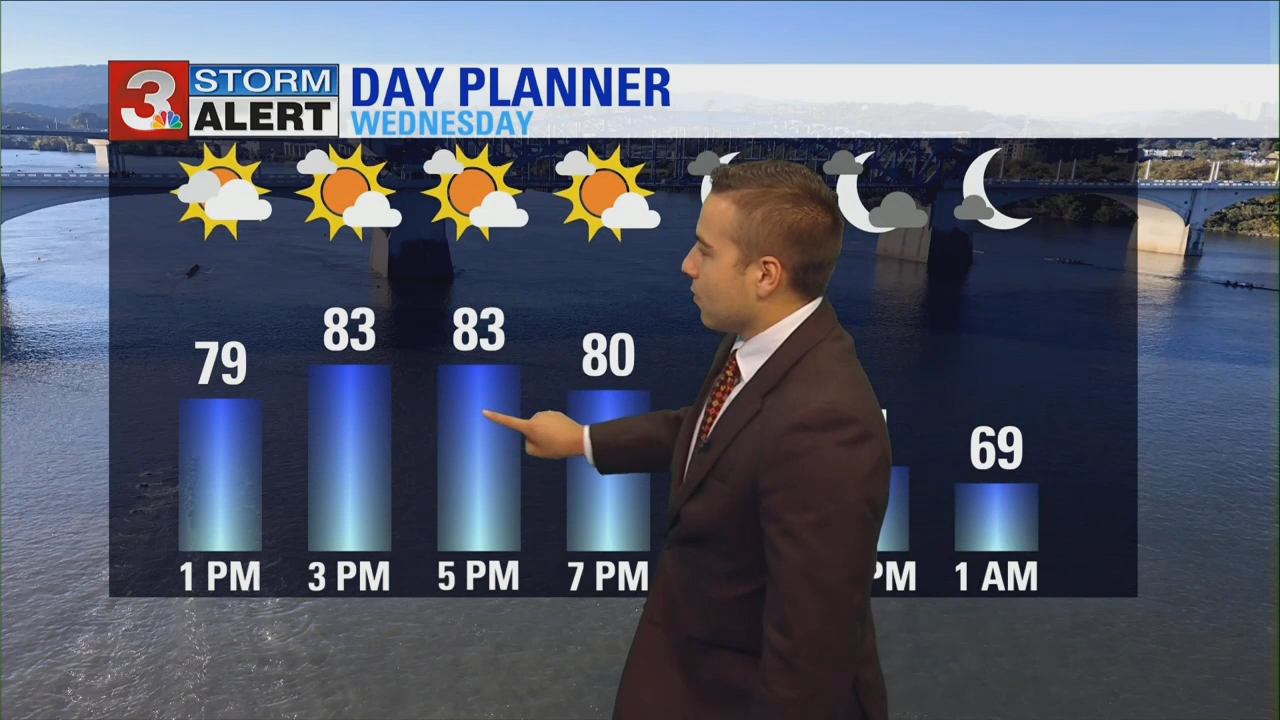 3 STORM ALERT
DAY PLANNER
WEDNESDAY
79 83 83 80 69
1 PM 3 PM 5 PM 7 PM PM 1 AM